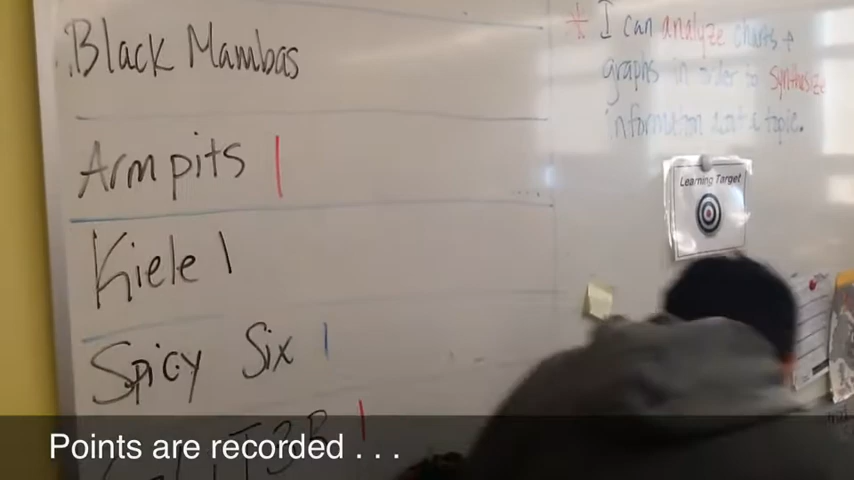 Black Mambas
Armpits |
Kiele |
Spicy Six |
I can analyze charts +
graphs in order to synthesize
information about a topic.
Learning Target
Points are recorded . . .